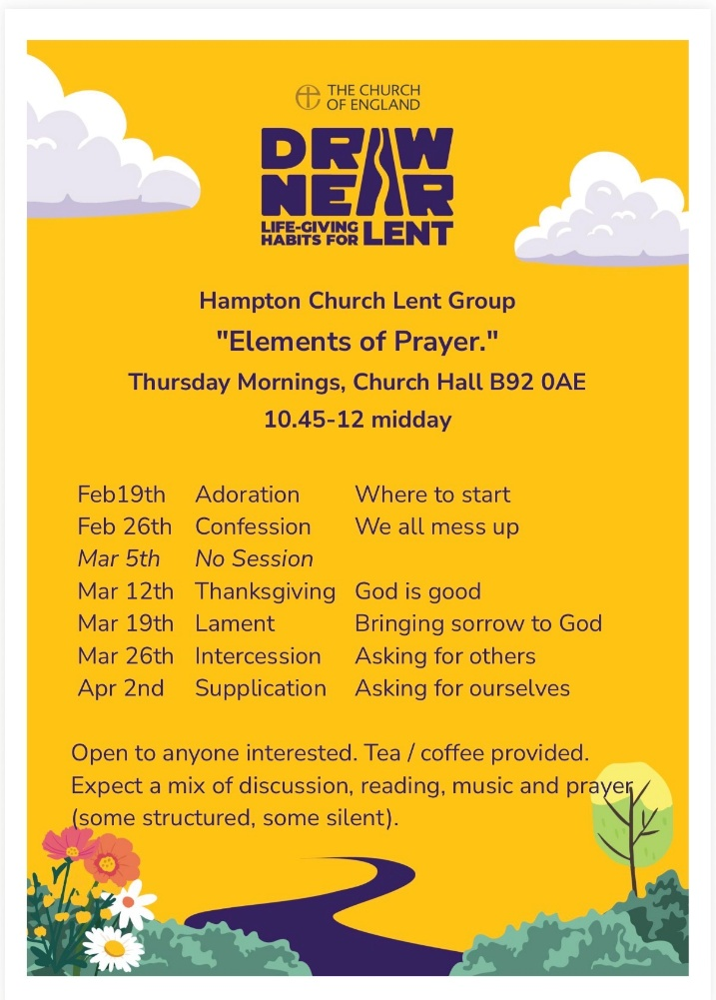 THE CHURCH
OF ENGLAND
DRAW
NEAR
LIFE-GIVING
HABITS FOR LENT
Hampton Church Lent Group
"Elements of Prayer."
Thursday Mornings, Church Hall B92 0AE
10.45-12 midday
Feb19th Adoration Where to start
Feb 26th Confession We all mess up
Mar 5th No Session
Mar 12th Thanksgiving God is good
Mar 19th Lament Bringing sorrow to God
Mar 26th Intercession Asking for others
Apr 2nd Supplication Asking for ourselves
Open to anyone interested. Tea / coffee provided.
Expect a mix of discussion, reading, music and prayer
(some structured, some silent).